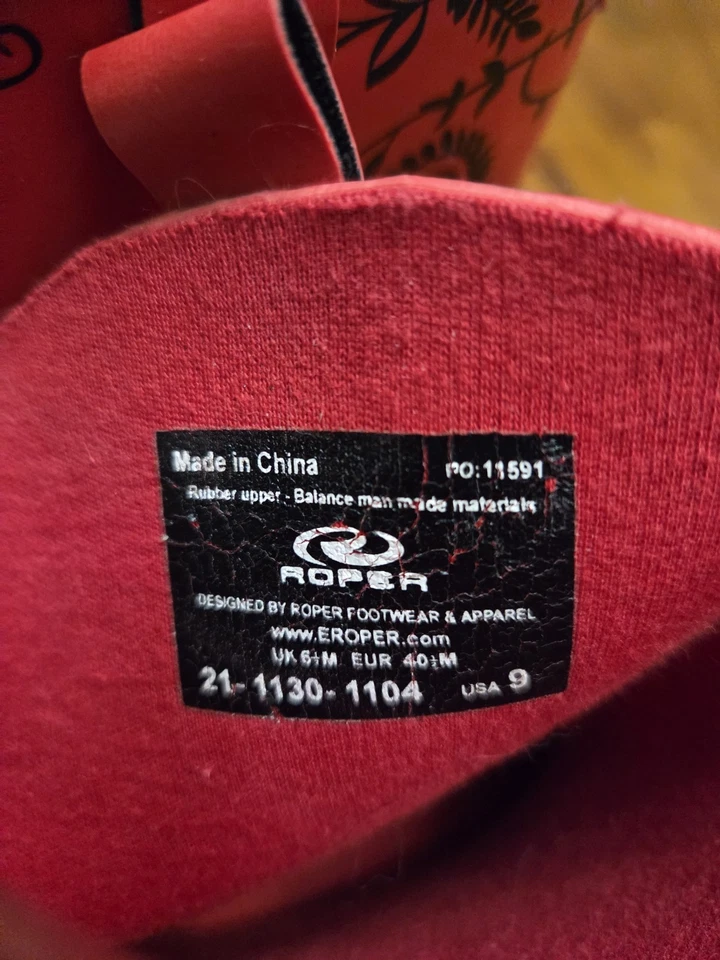 Made in China PO:11591
Rubber upper - Balance man made materials
ROPER
DESIGNED BY ROPER FOOTWEAR & APPAREL
www.EROPER.com
UK 6½M EUR 40½M
21-1130-1104 USA 9